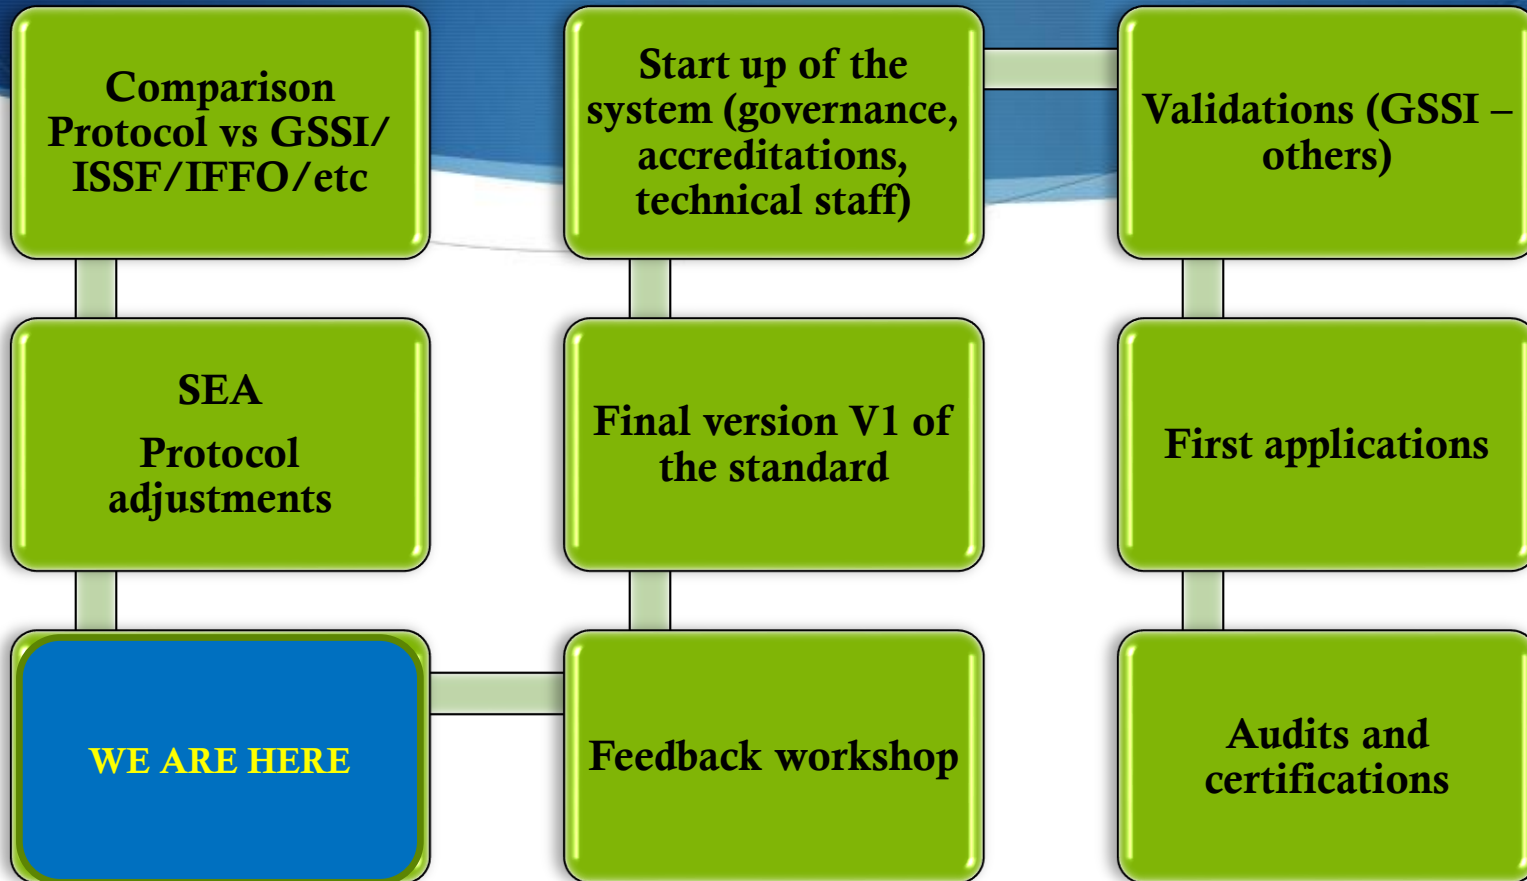 Comparison
Protocol vs GSSI/
ISSF/IFFO/etc
SEA
Protocol
adjustments
WE ARE HERE
Feedback workshop
Final version V1 of
the standard
Start up of the
system (governance,
accreditations,
technical staff)
Validations (GSSI –
others)
First applications
Audits and
certifications